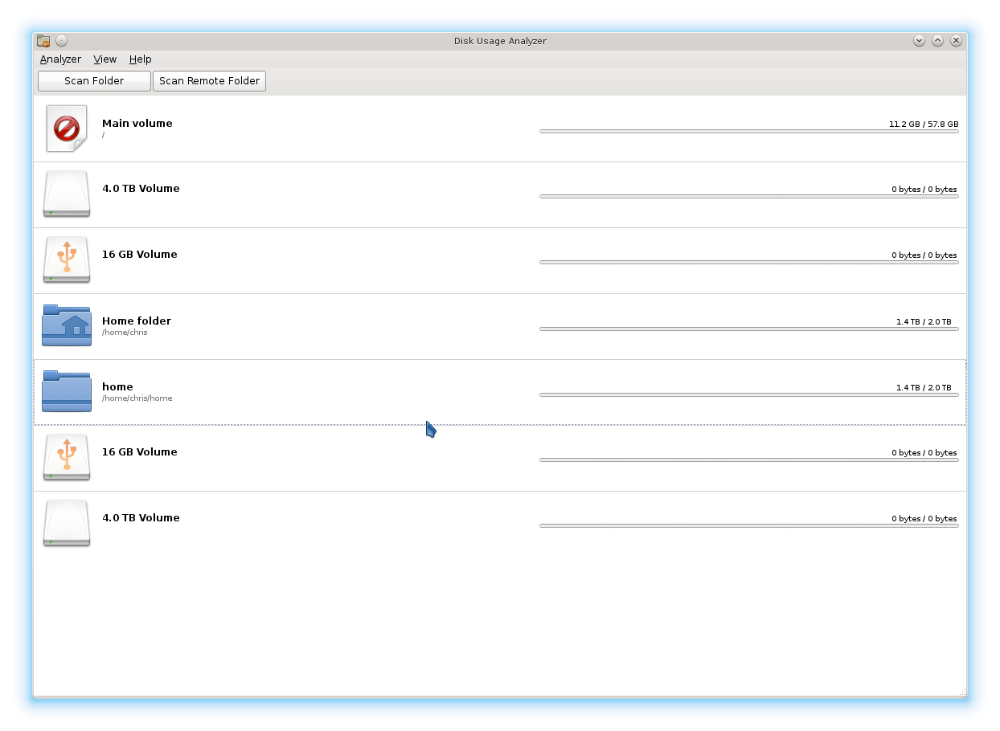 Disk Usage Analyzer
Analyzer View Help
Scan Folder Scan Remote Folder
Main volume
/
11.2 GB / 57.8 GB
4.0 TB Volume
0 bytes / 0 bytes
16 GB Volume
0 bytes / 0 bytes
Home folder
/home/chris
1.4 TB / 2.0 TB
home
/home/chris/home
1.4 TB / 2.0 TB
16 GB Volume
0 bytes / 0 bytes
4.0 TB Volume
0 bytes / 0 bytes